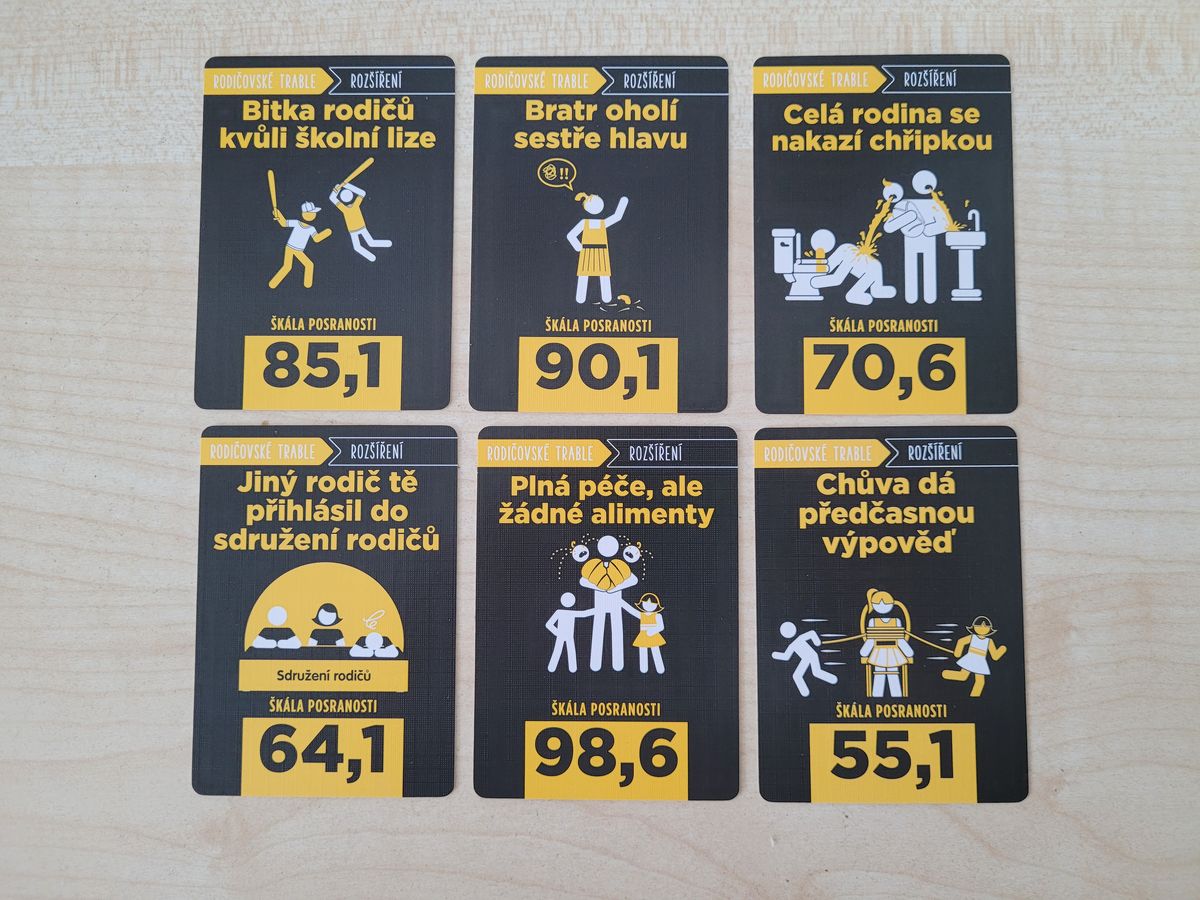 RODIČOVSKÉ TRABLE ROZŠÍŘENÍ
Bitka rodičů
kvůli školní lize
ŠKÁLA POSRANOSTI
85,1
RODIČOVSKÉ TRABLE ROZŠÍŘENÍ
Bratr oholí
sestře hlavu
!!
ŠKÁLA POSRANOSTI
90,1
RODIČOVSKÉ TRABLE ROZŠÍŘENÍ
Celá rodina se
nakazí chřipkou
ŠKÁLA POSRANOSTI
70,6
RODIČOVSKÉ TRABLE ROZŠÍŘENÍ
Jiný rodič tě
přihlásil do
sdružení rodičů
Sdružení rodičů
ŠKÁLA POSRANOSTI
64,1
RODIČOVSKÉ TRABLE ROZŠÍŘENÍ
Plná péče, ale
žádné alimenty
ŠKÁLA POSRANOSTI
98,6
RODIČOVSKÉ TRABLE ROZŠÍŘENÍ
Chůva dá
předčasnou
výpověď
ŠKÁLA POSRANOSTI
55,1